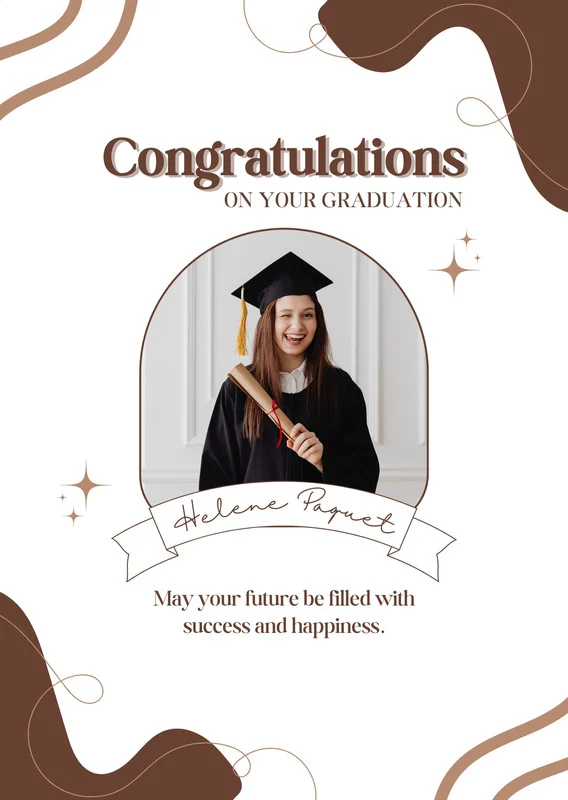 Congratulations
ON YOUR GRADUATION
Helene Paquet
May your future be filled with
success and happiness.